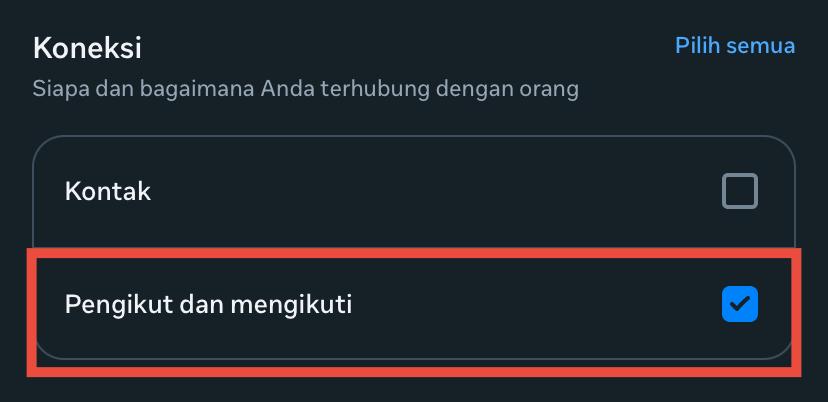 Koneksi
Pilih semua
Siapa dan bagaimana Anda terhubung dengan orang
Kontak
Pengikut dan mengikuti